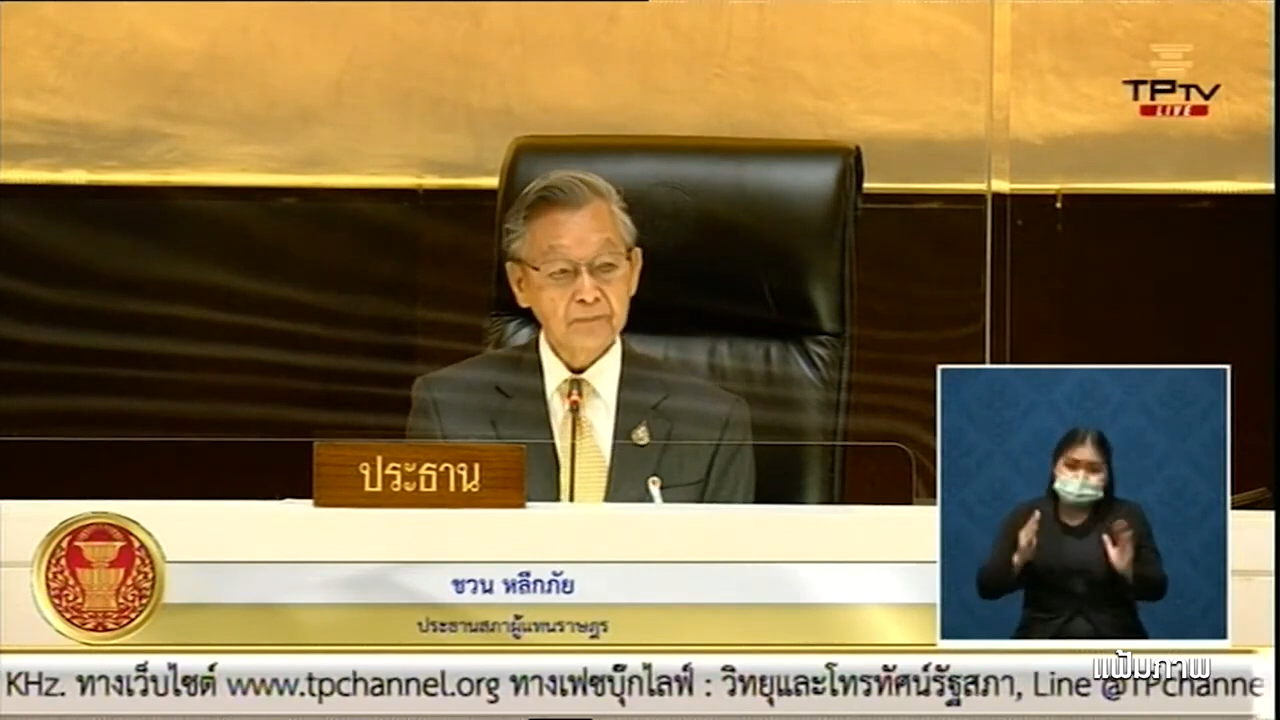 TPTV
LIVE
ประธาน
ชวน หลีกภัย
ประธานสภาผู้แทนราษฎร
KHz. ทางเว็บไซต์ www.tpchannel.org ทางเฟซบุ๊กไลฟ์ : วิทยุและโทรทัศน์รัฐสภา, Line @TPchanne
แฟ้มภาพ